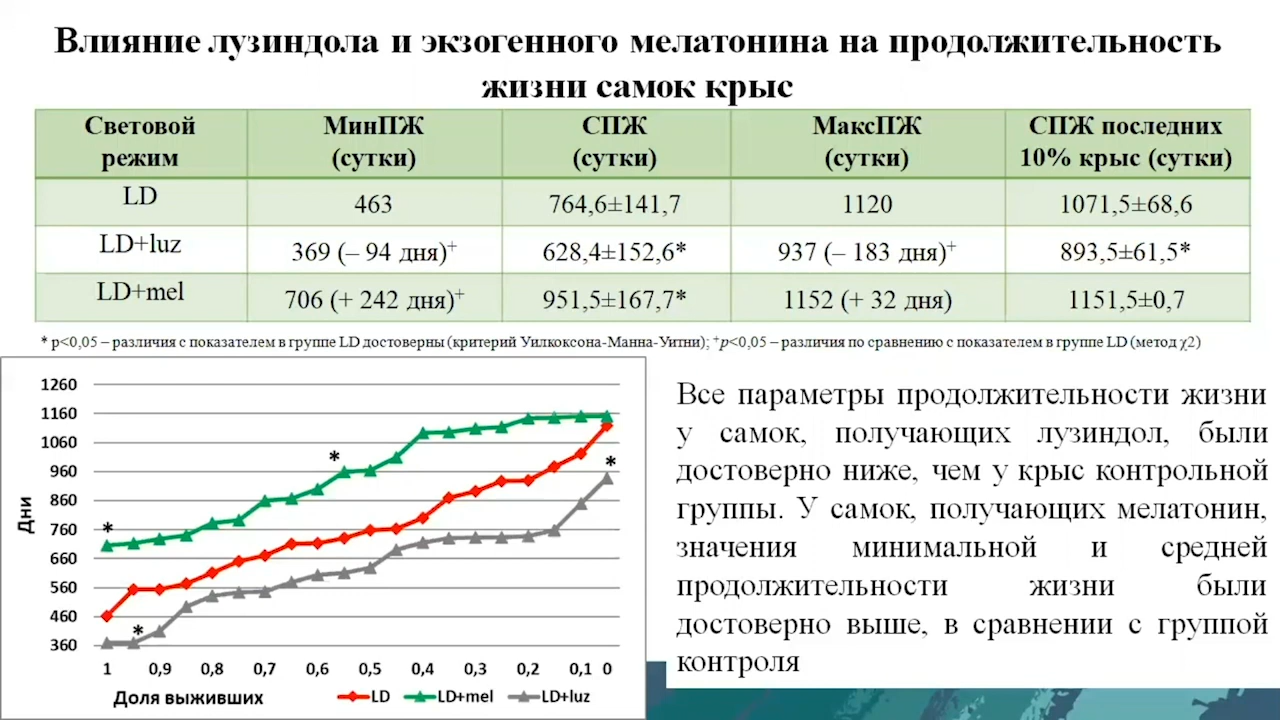 Влияние лузиндола и экзогенного мелатонина на продолжительность
жизни самок крыс
Световой режим | МинПЖ (сутки) | СПЖ (сутки) | МаксПЖ (сутки) | СПЖ последних 10% крыс (сутки)
LD | 463 | 764,6±141,7 | 1120 | 1071,5±68,6
LD+luz | 369 (– 94 дня)⁺ | 628,4±152,6* | 937 (– 183 дня)⁺ | 893,5±61,5*
LD+mel | 706 (+ 242 дня)⁺ | 951,5±167,7* | 1152 (+ 32 дня) | 1151,5±0,7
* p<0,05 – различия с показателем в группе LD достоверны (критерий Уилкоксона-Манна-Уитни); ⁺p<0,05 – различия по сравнению с показателем в группе LD (метод χ2)
1260
1160
1060
960
860
760
660
560
460
360
Дни
*
*
*
*
1 0,9 0,8 0,7 0,6 0,5 0,4 0,3 0,2 0,1 0
Доля выживших
LD LD+mel LD+luz
Все параметры продолжительности жизни
у самок, получающих лузиндол, были
достоверно ниже, чем у крыс контрольной
группы. У самок, получающих мелатонин,
значения минимальной и средней
продолжительности жизни были
достоверно выше, в сравнении с группой
контроля